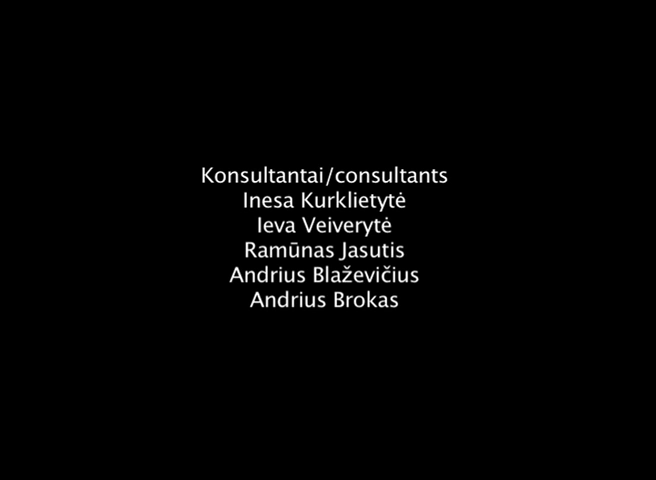 Konsultantai/consultants
Inesa Kurklietytė
Ieva Veiverytė
Ramūnas Jasutis
Andrius Blaževičius
Andrius Brokas